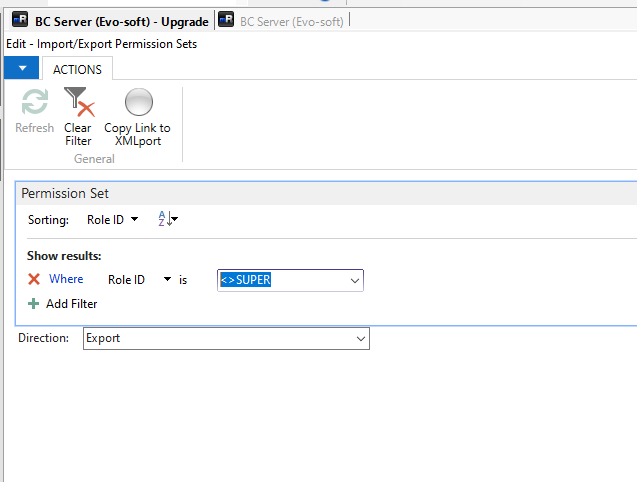 BC Server (Evo-soft) - Upgrade BC Server (Evo-soft)
Edit - Import/Export Permission Sets
ACTIONS
Refresh Clear Filter Copy Link to XMLport
General
Permission Set
Sorting: Role ID
Show results:
Where Role ID is <>SUPER
Add Filter
Direction: Export